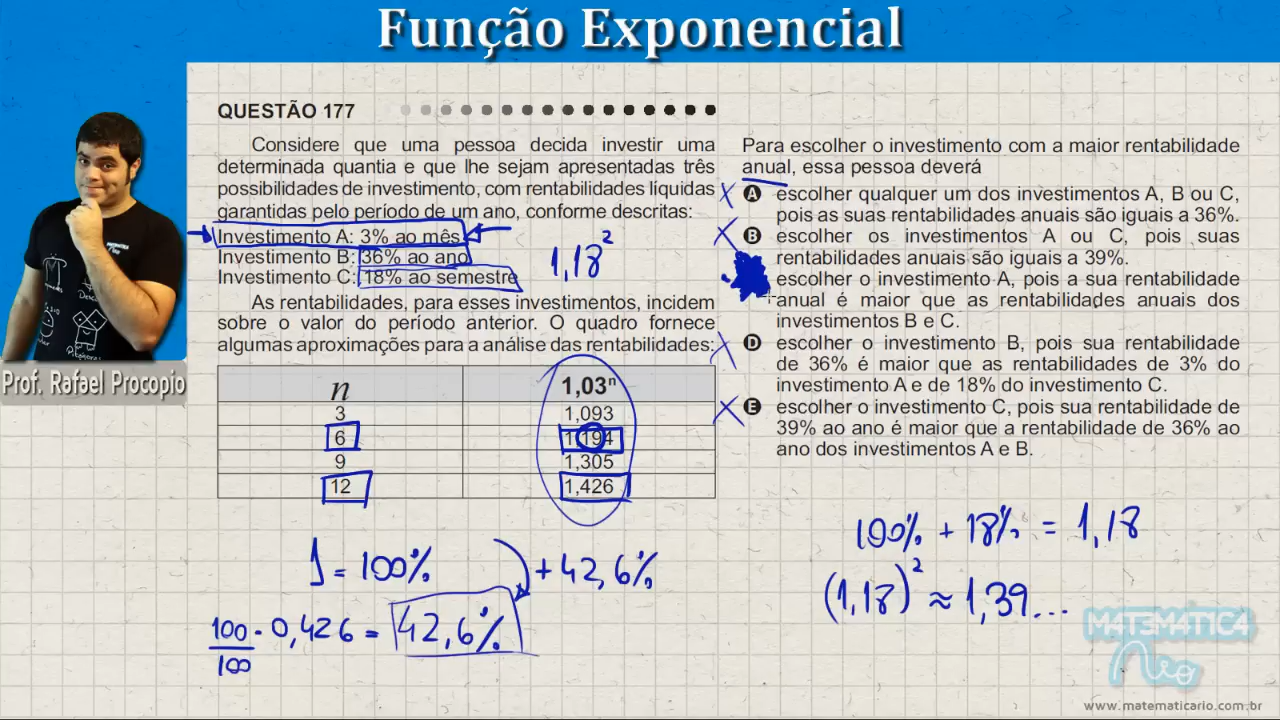 Função Exponencial
QUESTÃO 177
Considere que uma pessoa decida investir uma
determinada quantia e que lhe sejam apresentadas três
possibilidades de investimento, com rentabilidades líquidas
garantidas pelo período de um ano, conforme descritas:
Investimento A: 3% ao mês
Investimento B: 36% ao ano
Investimento C: 18% ao semestre
1,18²
As rentabilidades, para esses investimentos, incidem
sobre o valor do período anterior. O quadro fornece
algumas aproximações para a análise das rentabilidades:
n 1,03ⁿ
3 1,093
6 1,194
9 1,305
12 1,426
1 = 100% +42,6%
100/100 · 0,426 = 42,6%
Para escolher o investimento com a maior rentabilidade
anual, essa pessoa deverá
A escolher qualquer um dos investimentos A, B ou C,
pois as suas rentabilidades anuais são iguais a 36%.
B escolher os investimentos A ou C, pois suas
rentabilidades anuais são iguais a 39%.
escolher o investimento A, pois a sua rentabilidade
anual é maior que as rentabilidades anuais dos
investimentos B e C.
D escolher o investimento B, pois sua rentabilidade
de 36% é maior que as rentabilidades de 3% do
investimento A e de 18% do investimento C.
E escolher o investimento C, pois sua rentabilidade de
39% ao ano é maior que a rentabilidade de 36% ao
ano dos investimentos A e B.
100% + 18% = 1,18
(1,18)² ≈ 1,39...
Prof. Rafael Procopio
MATEMÁTICA
Rio
www.matematicario.com.br